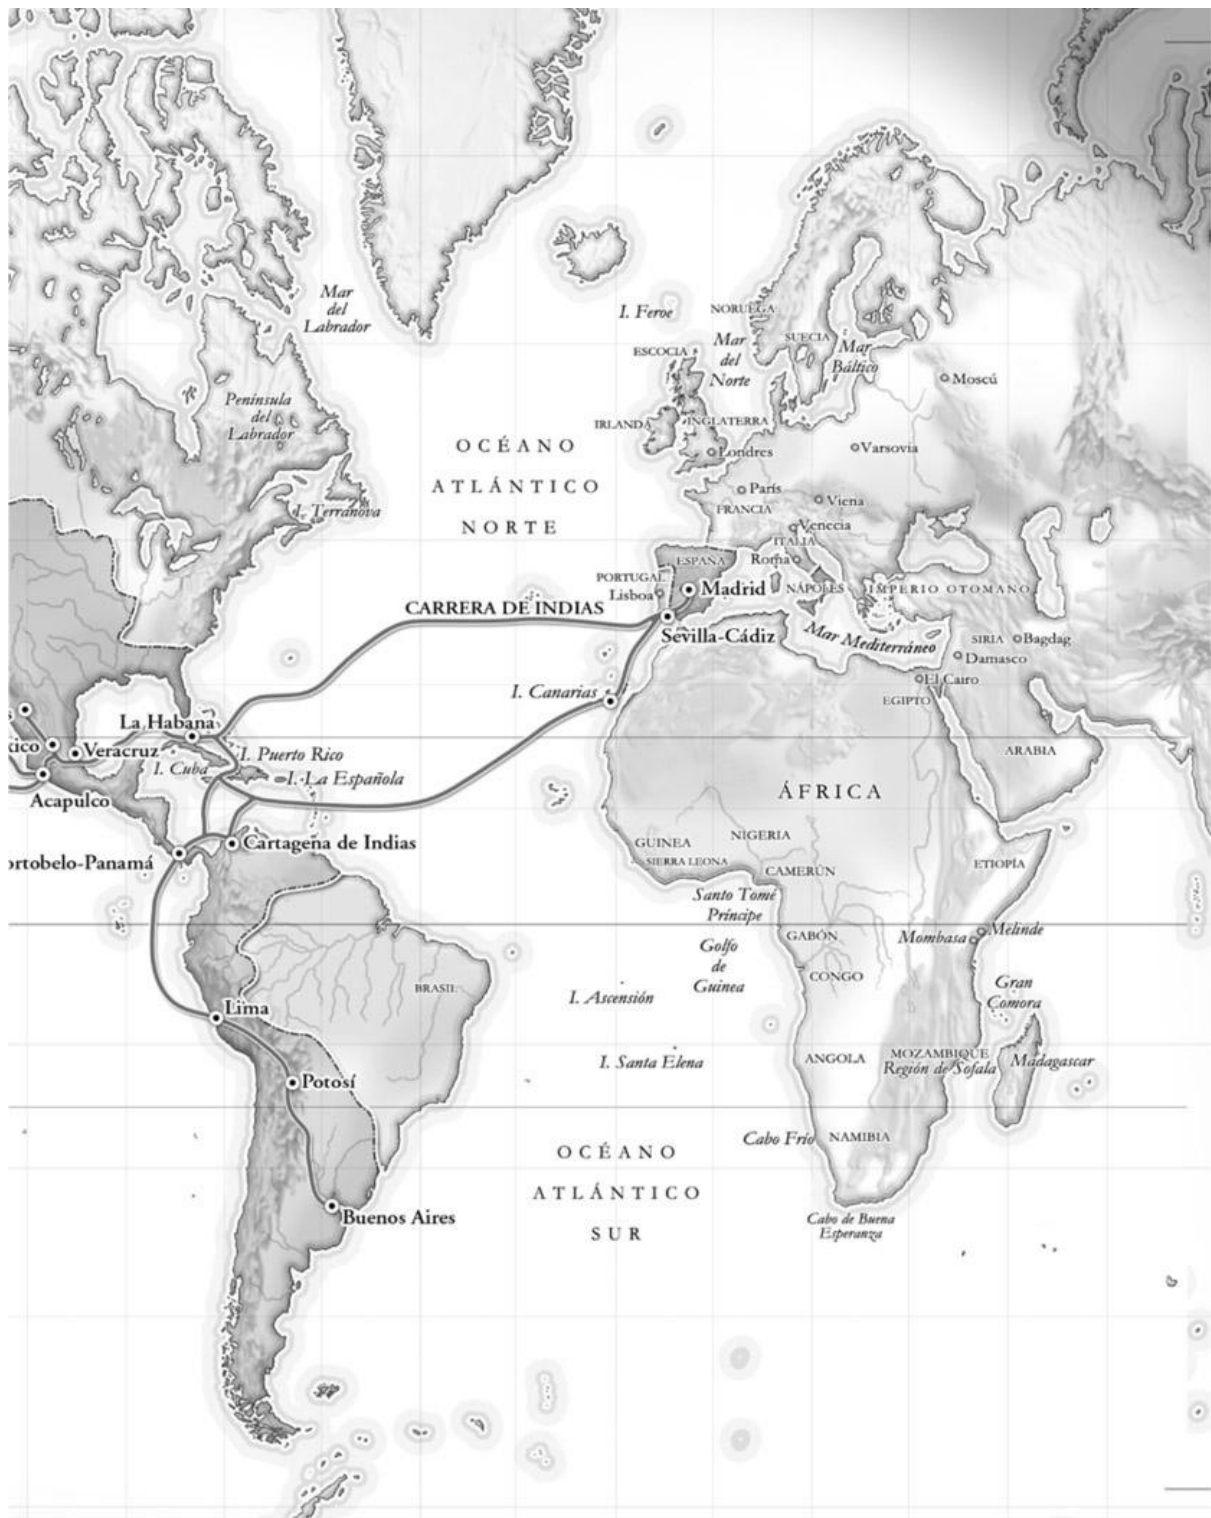 Mar
del
Labrador
I. Feroe
NORUEGA
SUECIA
Mar
Báltico
ESCOCIA
Mar
del
Norte
Moscú
Península
del
Labrador
IRLANDA
INGLATERRA
Londres
Varsovia
OCÉANO
ATLÁNTICO
NORTE
París
Viena
FRANCIA
I. Terranova
Venecia
ITALIA
Roma
ESPAÑA
PORTUGAL
Lisboa
Madrid
NÁPOLES
IMPERIO OTOMANO
CARRERA DE INDIAS
Sevilla-Cádiz
Mar Mediterráneo
SIRIA
Bagdag
Damasco
El Cairo
EGIPTO
I. Canarias
La Habana
xico
Veracruz
I. Puerto Rico
I. Cuba
I. La Española
ARABIA
Acapulco
ÁFRICA
Cartageña de Indias
ortobelo-Panamá
GUINEA
NIGERIA
SIERRA LEONA
CAMERÚN
ETIOPÍA
Santo Tomé
Príncipe
GABÓN
Mombasa
Melinde
Golfo
de
Guinea
CONGO
BRASIL
I. Ascensión
Gran
Comora
Lima
I. Santa Elena
ANGOLA
MOZAMBIQUE
Región de Sofala
Madagascar
Potosí
Cabo Frío
NAMIBIA
OCÉANO
ATLÁNTICO
SUR
Buenos Aires
Cabo de Buena
Esperanza